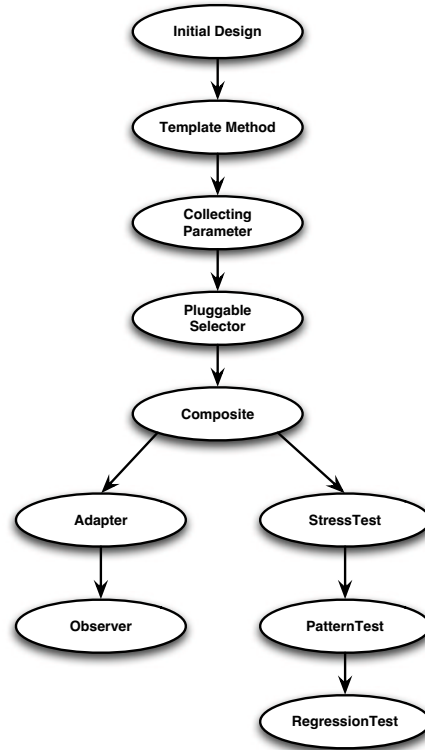 Initial Design
Template Method
Collecting
Parameter
Pluggable
Selector
Composite
Adapter
StressTest
Observer
PatternTest
RegressionTest